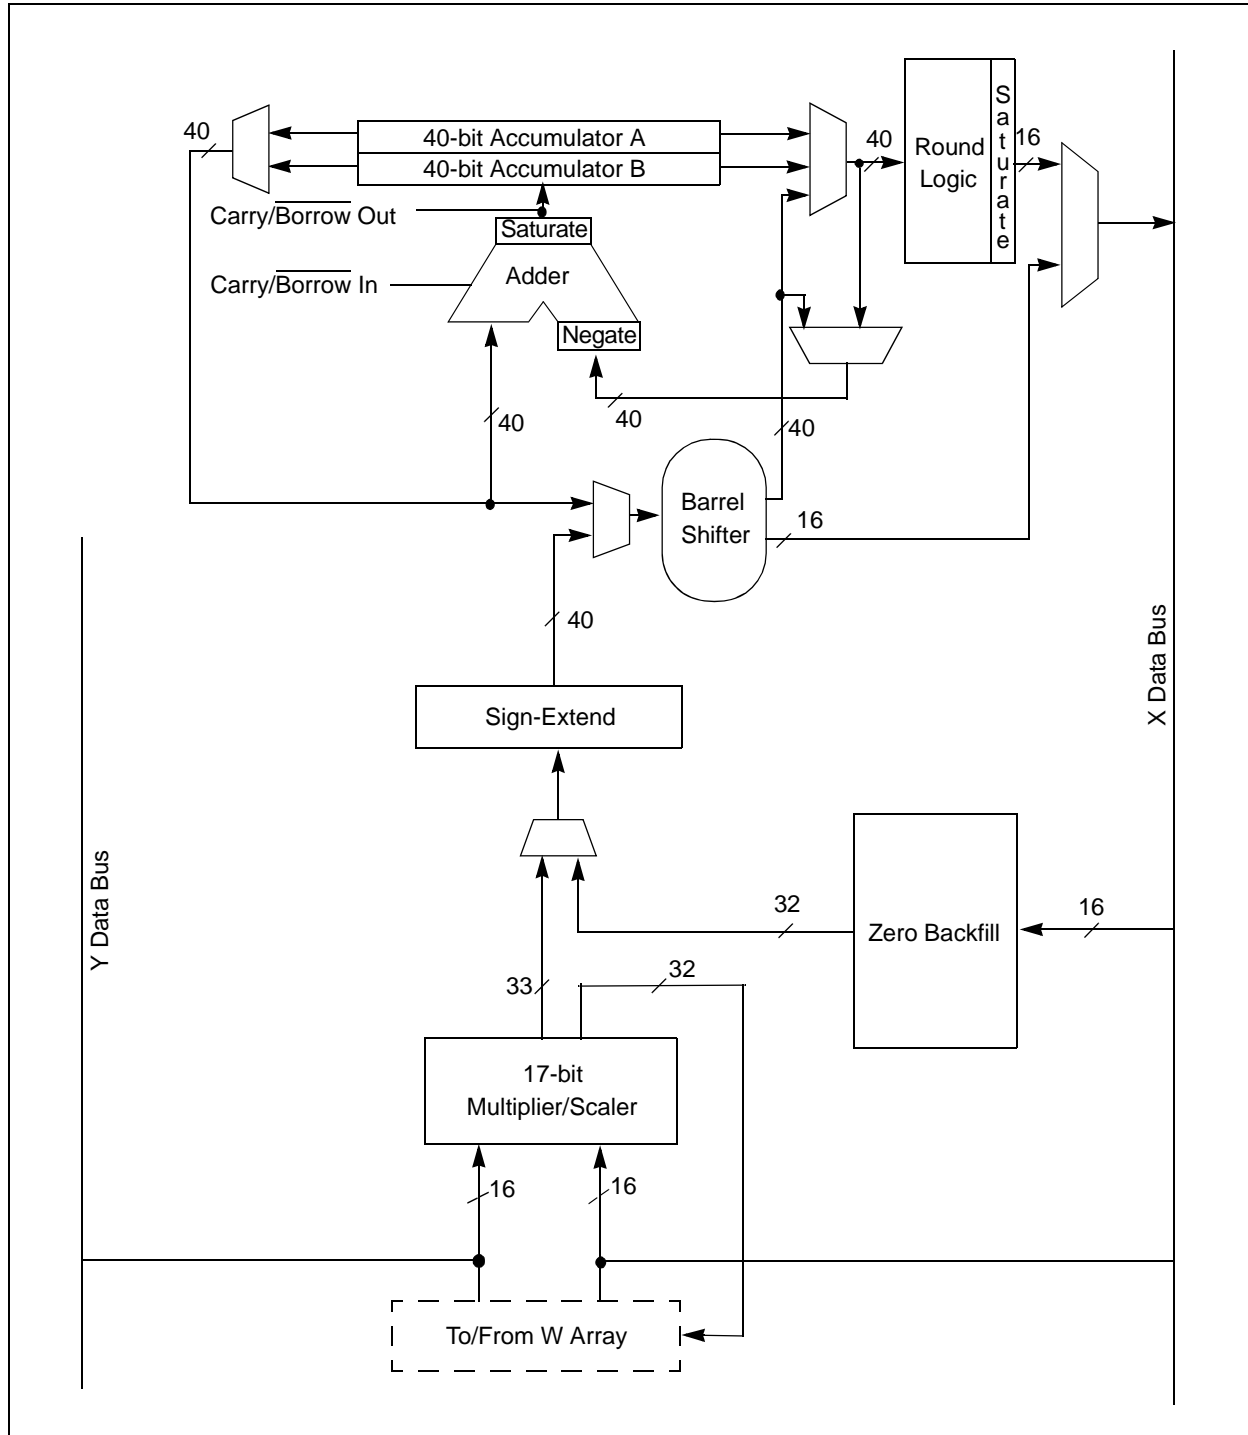 40
40-bit Accumulator A
40-bit Accumulator B
40
Round
Logic
Saturate
16
Carry/Borrow Out
Saturate
Carry/Borrow In
Adder
Negate
40
40
40
Barrel
Shifter
16
40
X Data Bus
Sign-Extend
Y Data Bus
32
Zero Backfill
16
33
32
17-bit
Multiplier/Scaler
16
16
To/From W Array